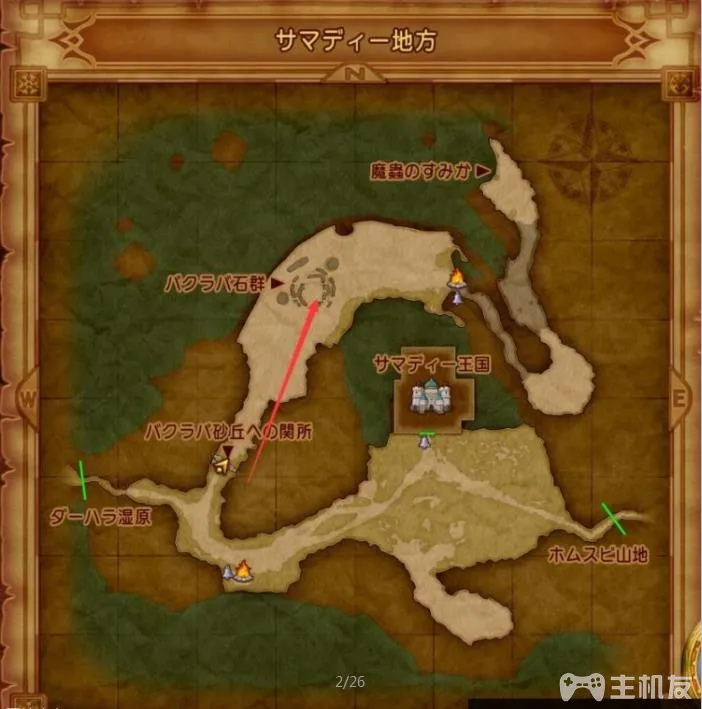 サマディー地方
N
魔蟲のすみか
バクラバ石群
サマディー王国
W
E
バクラバ砂丘への関所
ダーハラ湿原
ホムスビ山地
2/26
主机友